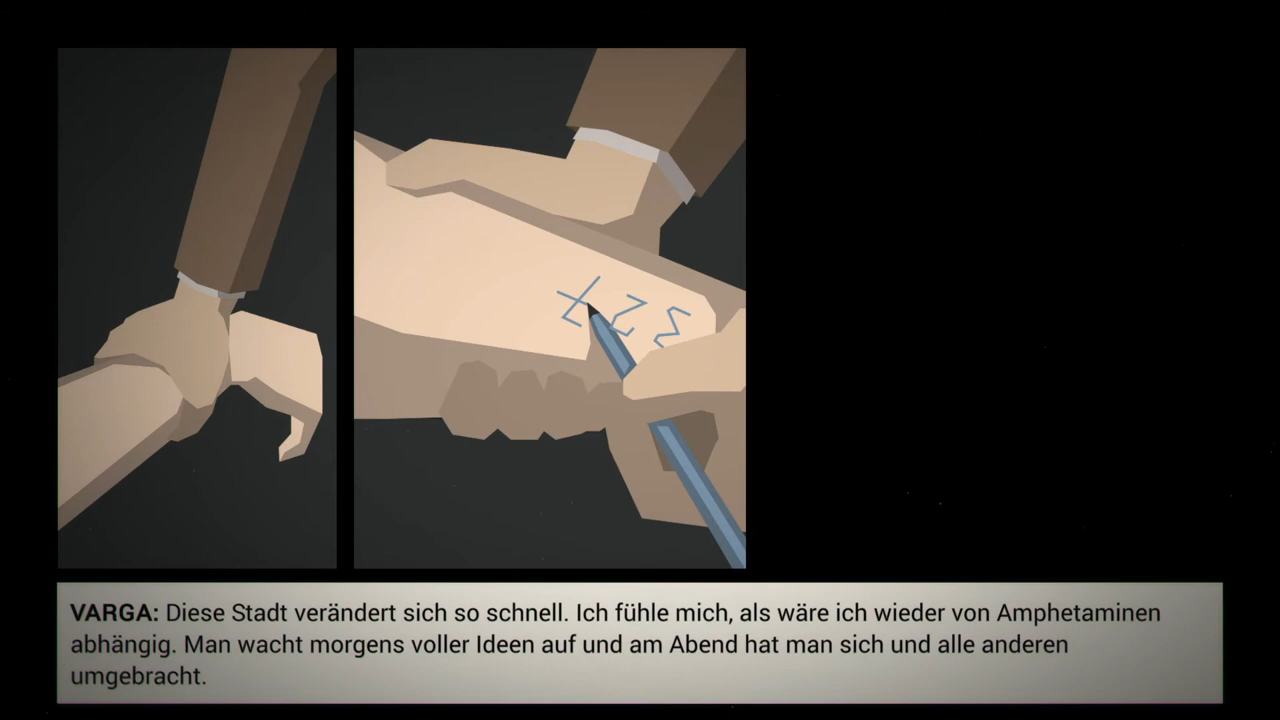 VARGA: Diese Stadt verändert sich so schnell. Ich fühle mich, als wäre ich wieder von Amphetaminen
abhängig. Man wacht morgens voller Ideen auf und am Abend hat man sich und alle anderen
umgebracht.